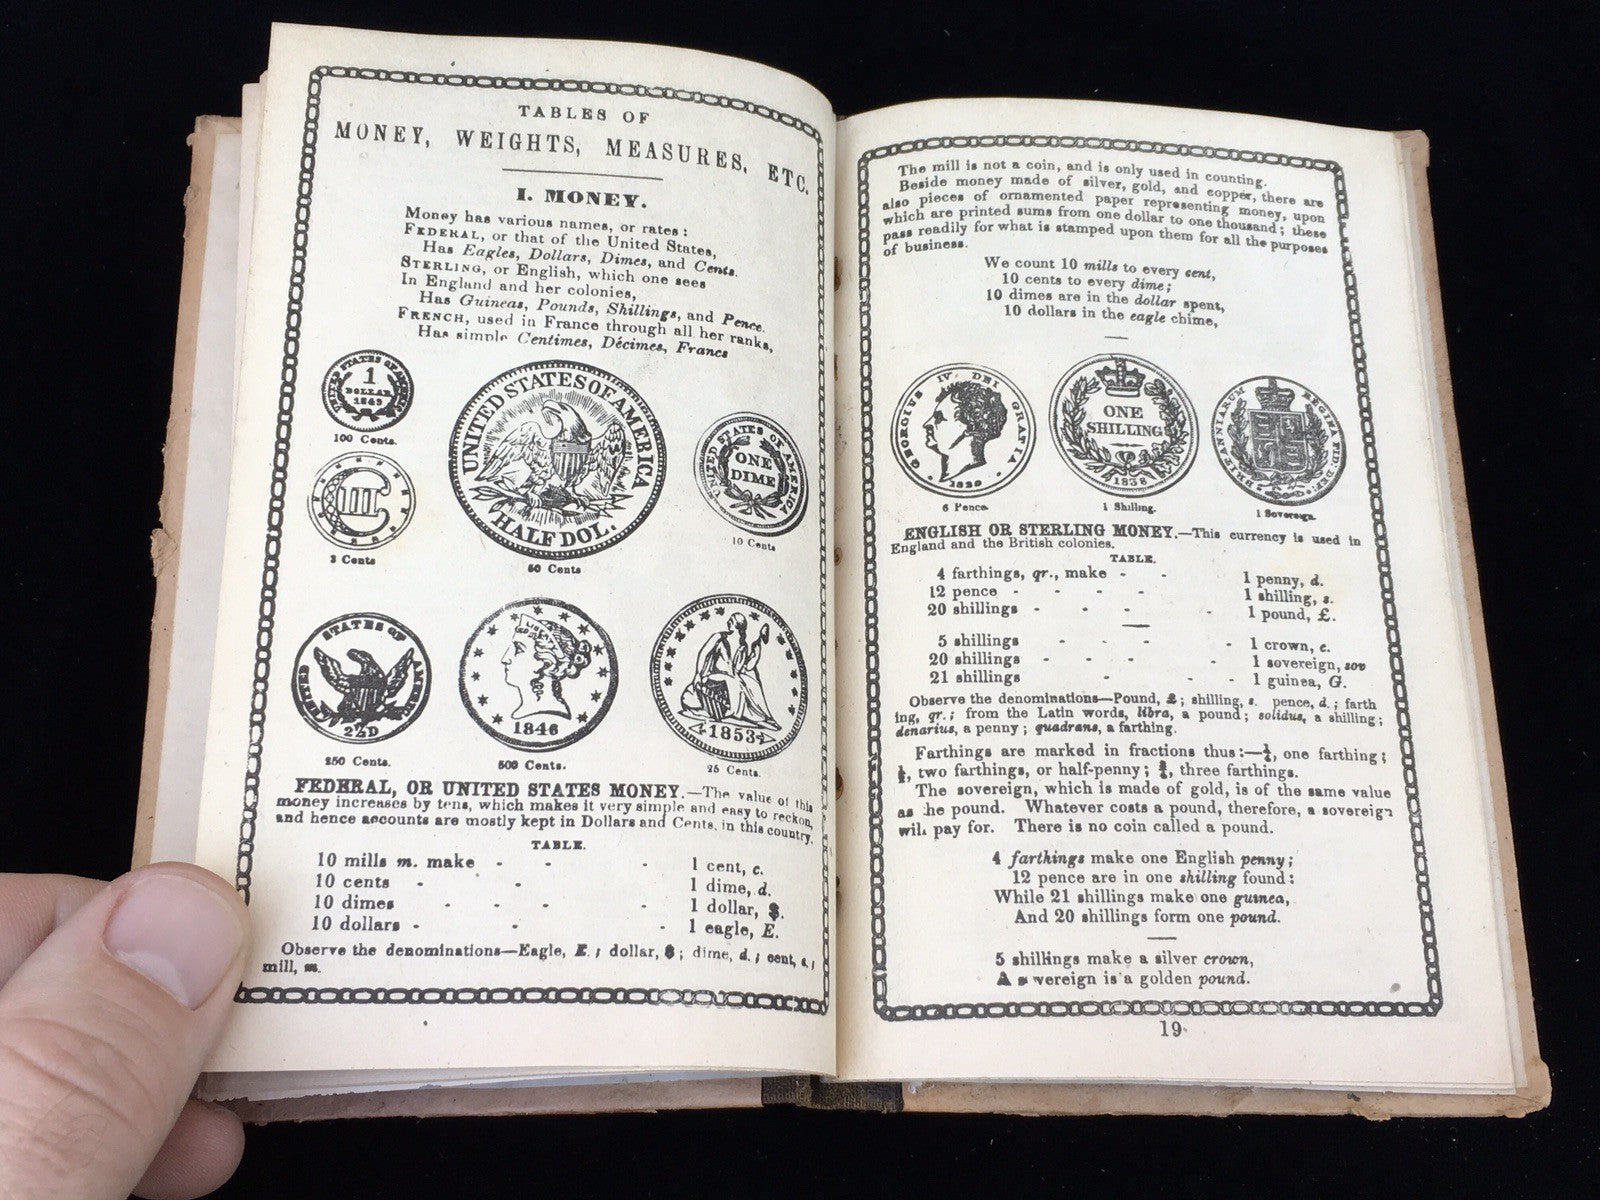 TABLES OF
MONEY, WEIGHTS, MEASURES, ETC.
I. MONEY.
Money has various names, or rates:
FEDERAL, or that of the United States,
Has Eagles, Dollars, Dimes, and Cents.
STERLING, or English, which one sees
In England and her colonies,
Has Guineas, Pounds, Shillings, and Pence.
FRENCH, used in France through all her ranks,
Has simple Centimes, Décimes, Francs
UNITED STATES OF AMERICA
1
DOLLAR
1849
100 Cents.
III
3 Cents
UNITED STATES OF AMERICA
HALF DOL.
50 Cents
UNITED STATES OF AMERICA
ONE
DIME
10 Cents
UNITED STATES OF AMERICA
2½D
250 Cents.
LIBERTY
1846
500 Cents.
1853
25 Cents.
FEDERAL, OR UNITED STATES MONEY.—The value of this
money increases by tens, which makes it very simple and easy to reckon,
and hence accounts are mostly kept in Dollars and Cents, in this country.
TABLE.
10 mills m. make - - - 1 cent, c.
10 cents - - 1 dime, d.
10 dimes - - - - 1 dollar, $.
10 dollars - - - 1 eagle, E.
Observe the denominations—Eagle, E.; dollar, $; dime, d.; cent, c.;
mill, m.
The mill is not a coin, and is only used in counting.
Beside money made of silver, gold, and copper, there are
also pieces of ornamented paper representing money, upon
which are printed sums from one dollar to one thousand; these
pass readily for what is stamped upon them for all the purposes
of business.
We count 10 mills to every cent,
10 cents to every dime;
10 dimes are in the dollar spent,
10 dollars in the eagle chime,
GEORGIUS IV DEI GRATIA
6 Pence.
ONE
SHILLING
1838
1 Shilling.
BRITANNIARUM REGINA FID: DEF:
1 Sovereign.
ENGLISH OR STERLING MONEY.—This currency is used in
England and the British colonies.
TABLE.
4 farthings, qr., make - - 1 penny, d.
12 pence - - - - 1 shilling, s.
20 shillings - - - - 1 pound, £.
5 shillings - - - - 1 crown, c.
20 shillings - - - - 1 sovereign, sov
21 shillings - - - - 1 guinea, G.
Observe the denominations—Pound, £; shilling, s. pence, d.; farth
ing, qr.; from the Latin words, libra, a pound; solidus, a shilling;
denarius, a penny; quadrans, a farthing.
Farthings are marked in fractions thus:—¼, one farthing;
½, two farthings, or half-penny; ¾, three farthings.
The sovereign, which is made of gold, is of the same value
as he pound. Whatever costs a pound, therefore, a sovereign
will pay for. There is no coin called a pound.
4 farthings make one English penny;
12 pence are in one shilling found:
While 21 shillings make one guinea,
And 20 shillings form one pound.
5 shillings make a silver crown,
A s vereign is a golden pound.
19